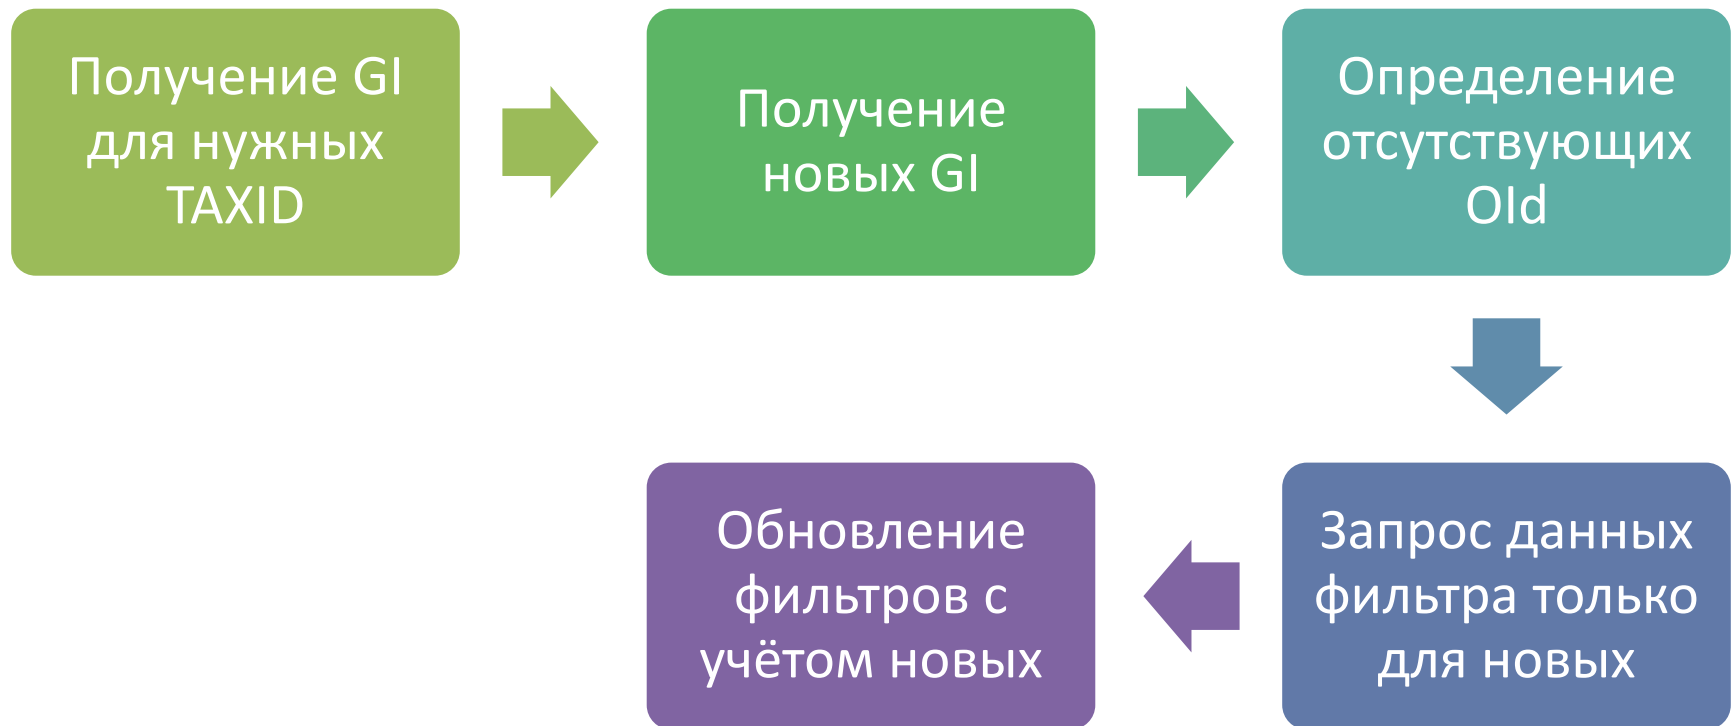 Получение GI
для нужных
TAXID
Получение
новых GI
Определение
отсутствующих
OId
Запрос данных
фильтра только
для новых
Обновление
фильтров с
учётом новых